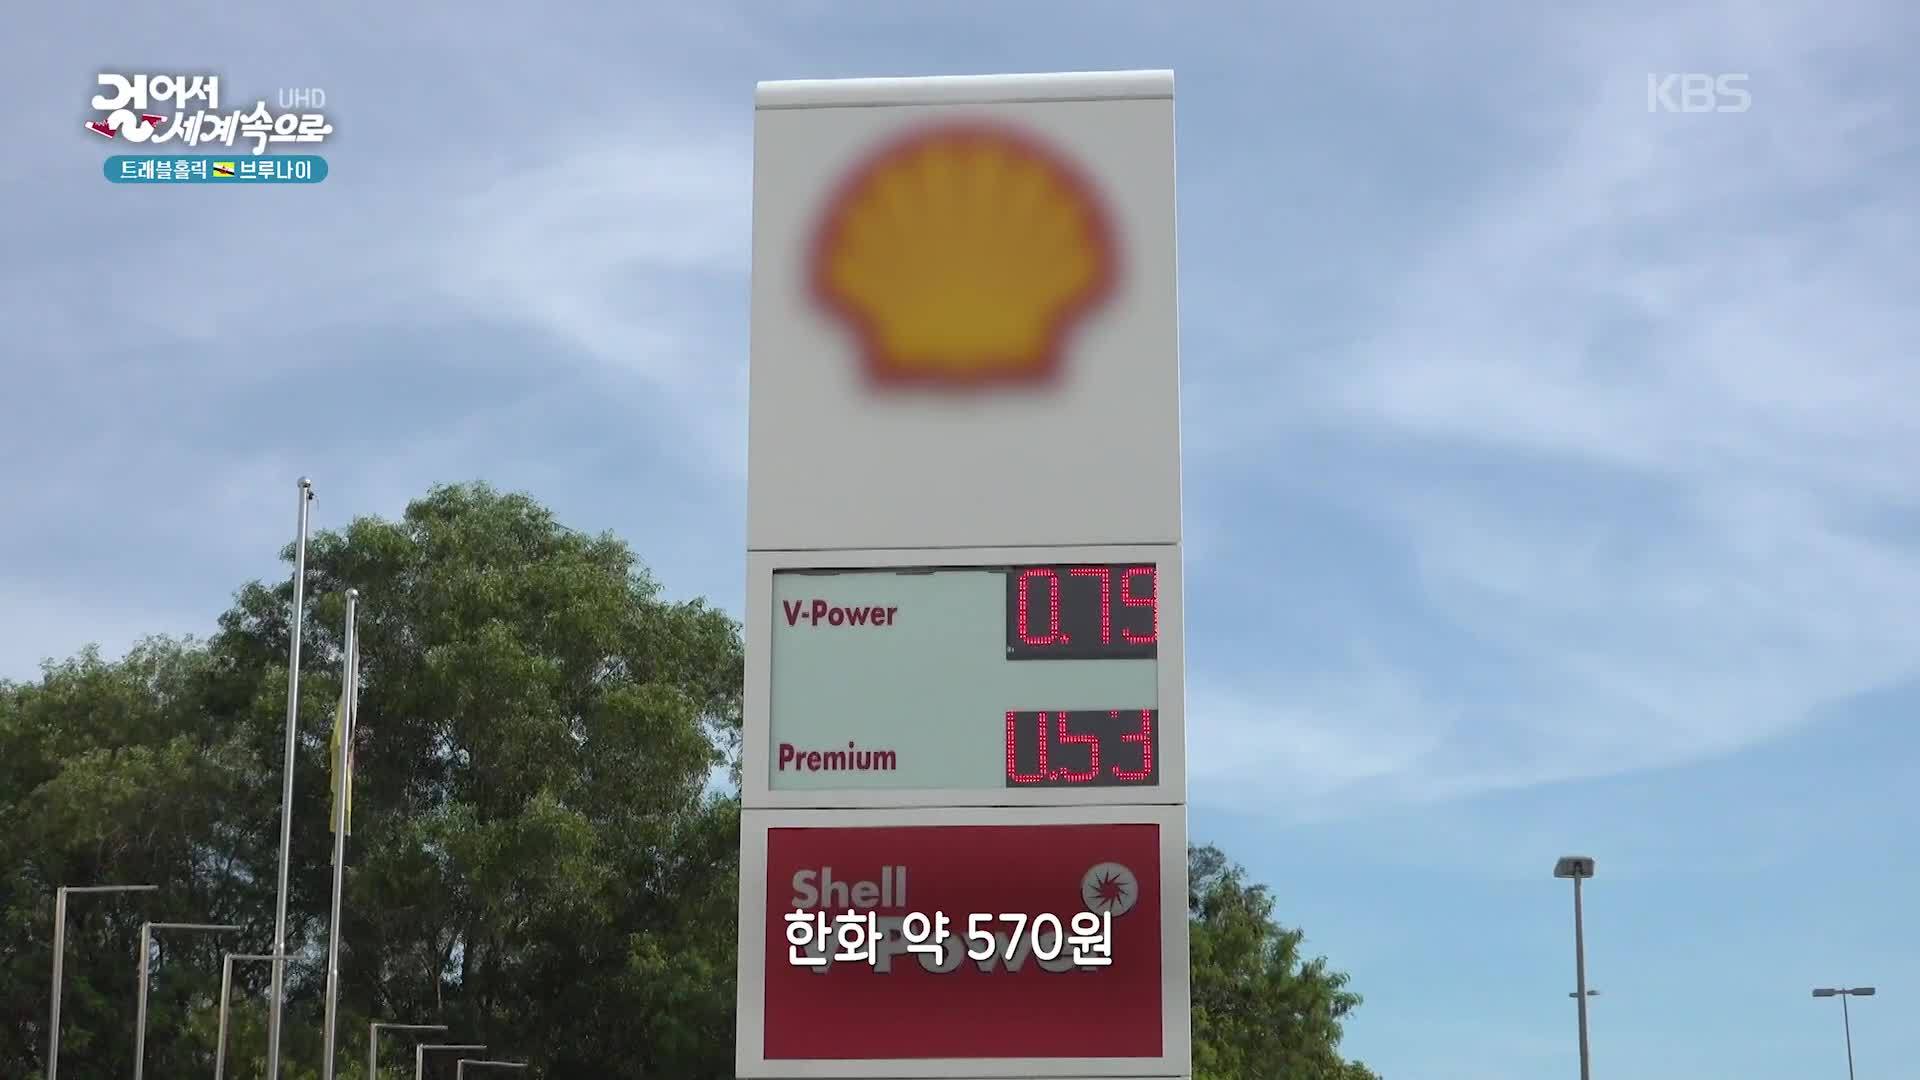 걸어서
세계속으로
UHD
트래블홀릭 브루나이
KBS
V-Power 0.79
Premium 0.53
Shell
V-Power
한화 약 570원